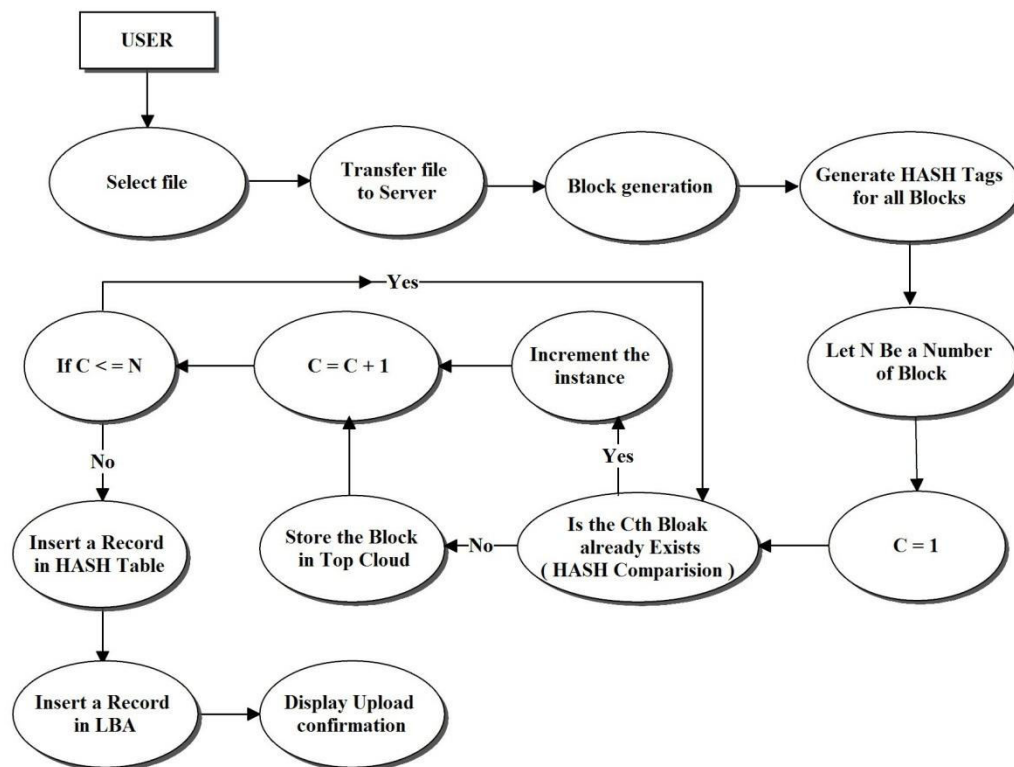 USER
Select file
Transfer file
to Server
Block generation
Generate HASH Tags
for all Blocks
Yes
If C < = N
C = C + 1
Increment the
instance
Let N Be a Number
of Block
No
Yes
Insert a Record
in HASH Table
Store the Block
in Top Cloud
No
Is the Cth Bloak
already Exists
( HASH Comparision )
C = 1
Insert a Record
in LBA
Display Upload
confirmation